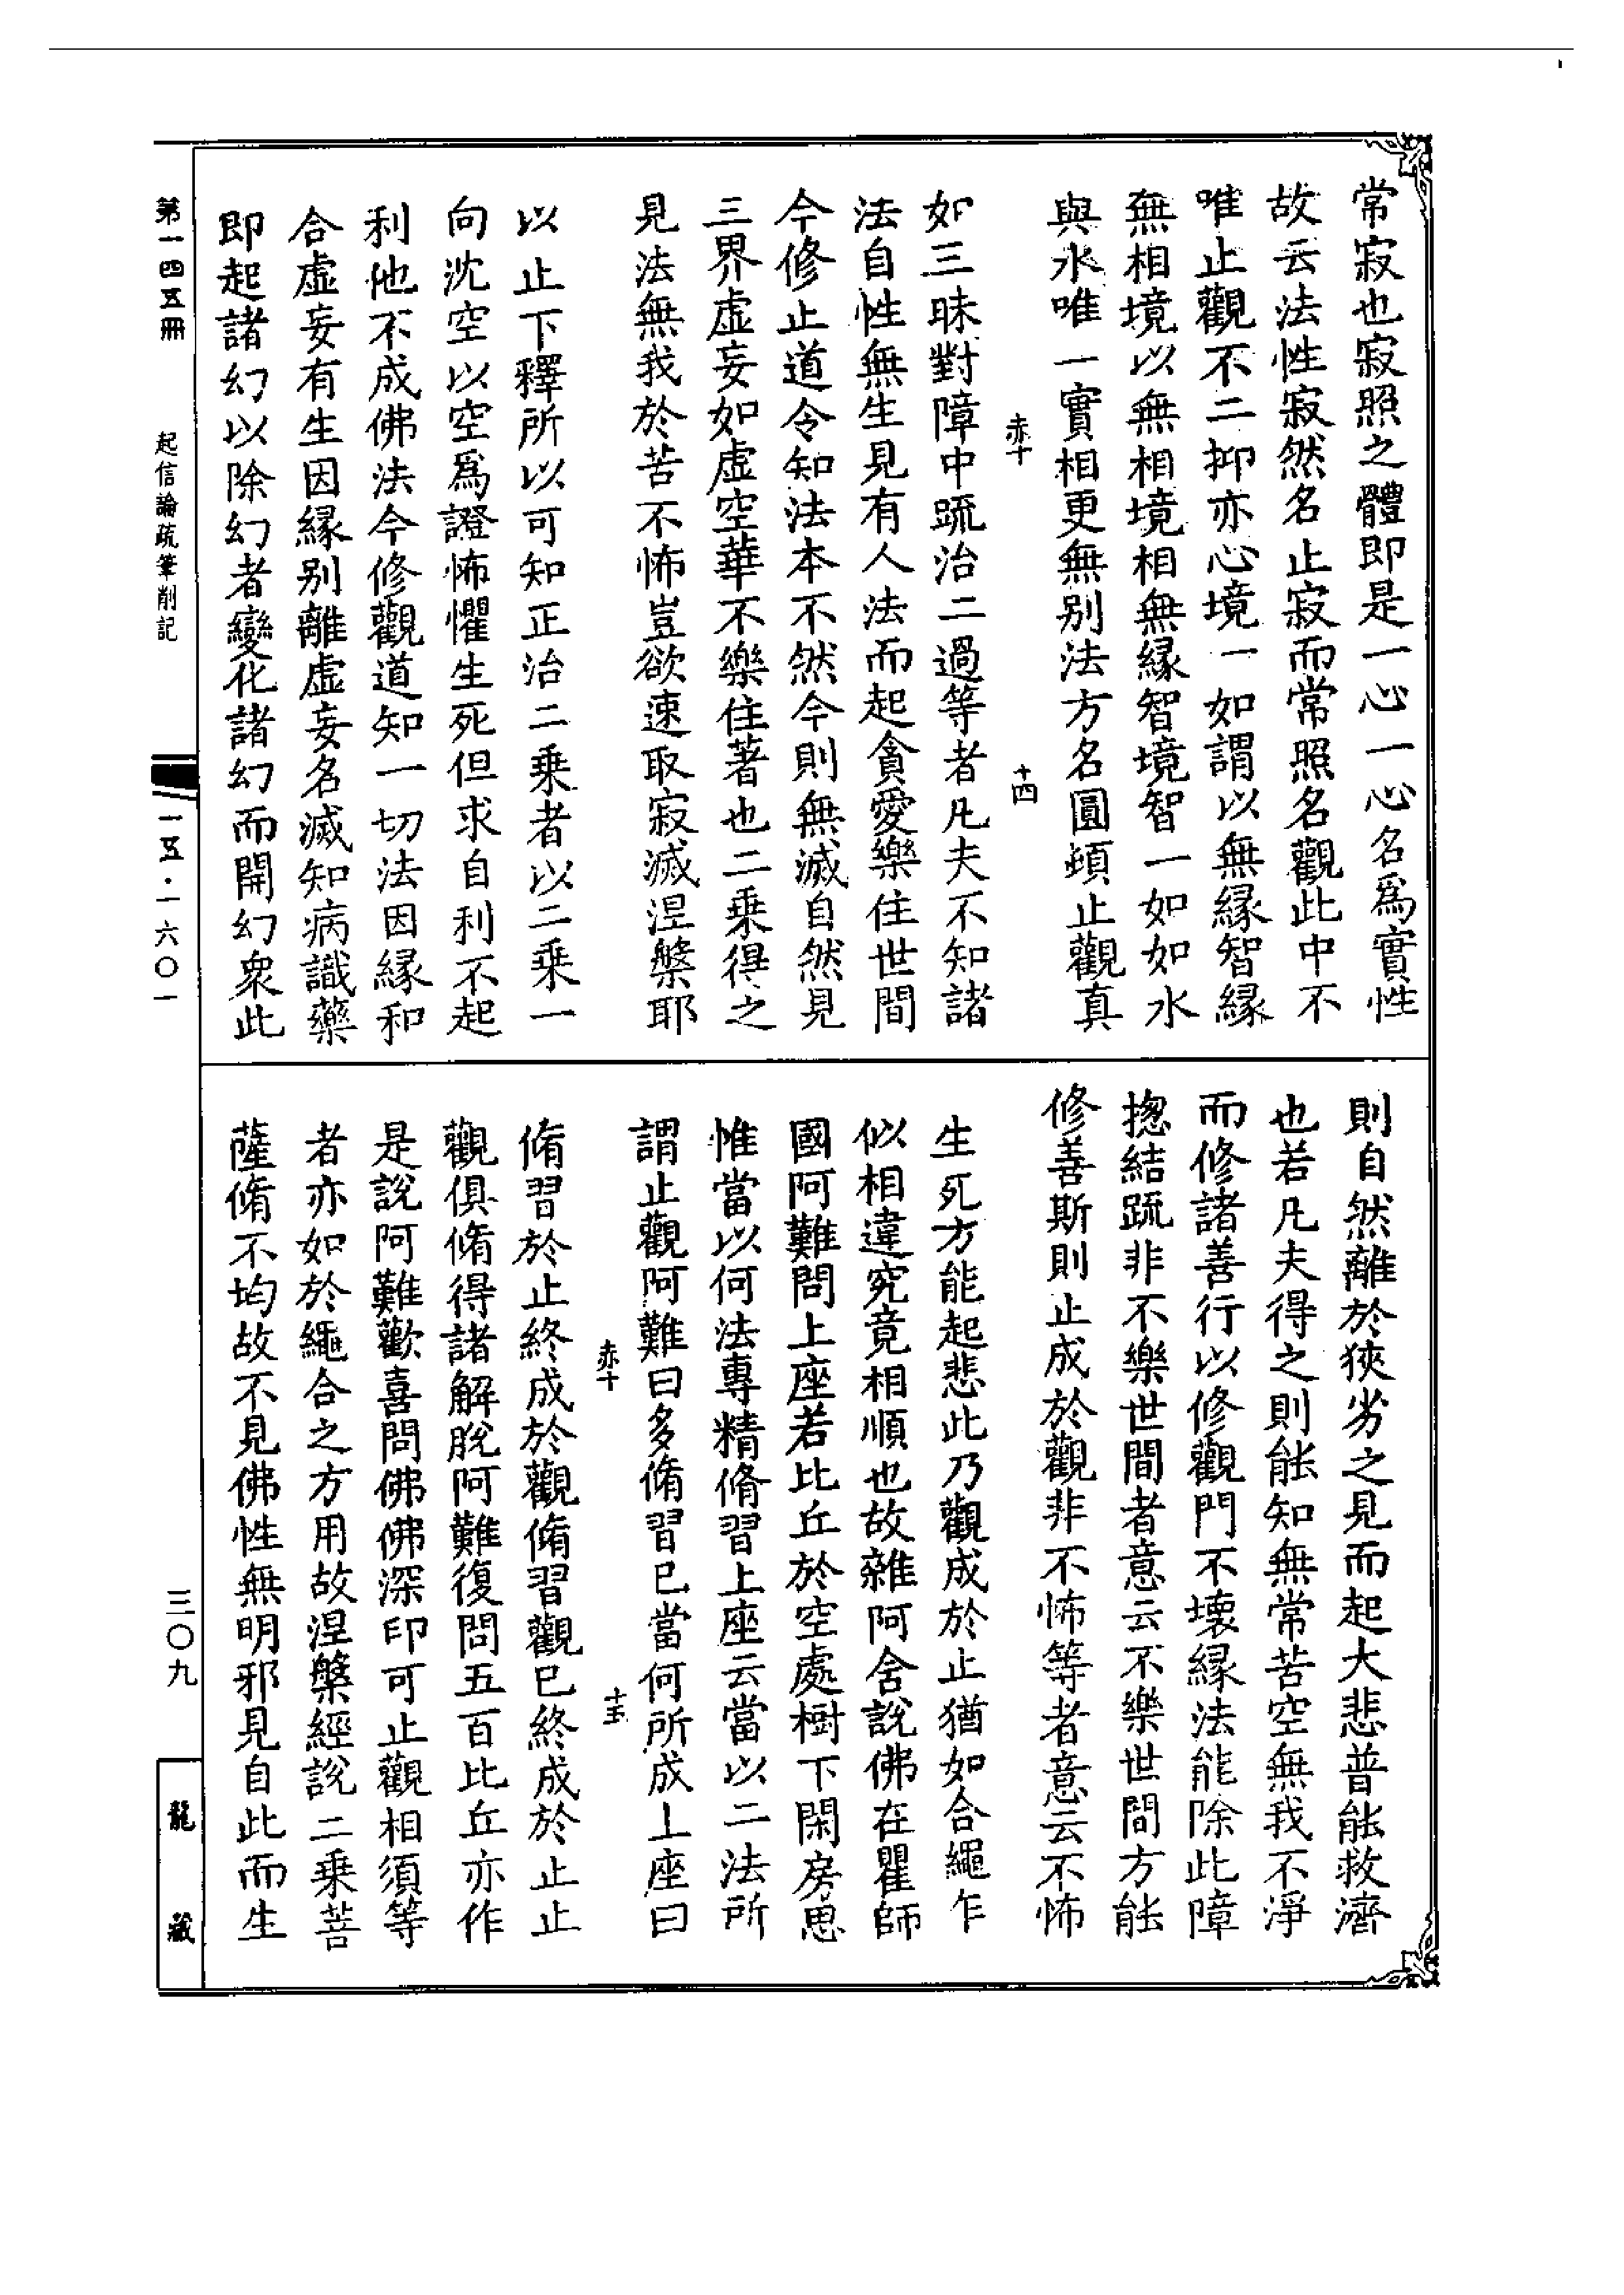 常寂也寂照之體即是一心一心名爲實性
故云法性寂然名止寂而常照名觀此中不
唯止觀不二抑亦心境一如謂以無緣智緣
無相境以無相境相無緣智境智一如如水
與水唯一實相更無別法方名圓頓止觀真
赤十
十四
如三昧對障中䟽治二過等者凡夫不知諸
法自性無生見有人法而起貪愛樂住世間
今修止道令知法本不然今則無滅自然見
三界虛妄如虛空華不樂住著也二乘得之
見法無我於苦不怖豈欲速取寂滅涅槃耶
以止下釋所以可知正治二乘者以二乘一
向沈空以空爲證怖懼生死但求自利不起
利他不成佛法今修觀道知一切法因緣和
合虛妄有生因緣別離虛妄名滅知病識藥
即起諸幻以除幻者變化諸幻而開幻衆此
則自然離於狹劣之見而起大悲普能救濟
也若凡夫得之則能知無常苦空無我不淨
而修諸善行以修觀門不壞緣法能除此障
揔結䟽非不樂世間者意云不樂世間方能
修善斯則止成於觀非不怖等者意云不怖
生死方能起悲此乃觀成於止猶如合繩乍
似相違究竟相順也故雜阿含說佛在瞿師
國阿難問上座若比丘於空處樹下閑房思
惟當以何法專精脩習上座云當以二法所
謂止觀阿難曰多脩習已當何所成上座曰
赤十
十五
脩習於止終成於觀脩習觀已終成於止止
觀俱脩得諸解脫阿難復問五百比丘亦作
是說阿難歡喜問佛佛深印可止觀相須等
者亦如於繩合之方用故涅槃經說二乘菩
薩脩不均故不見佛性無明邪見自此而生
第一四五冊
起信論疏筆削記
一五·一六〇一
三〇九
龍藏